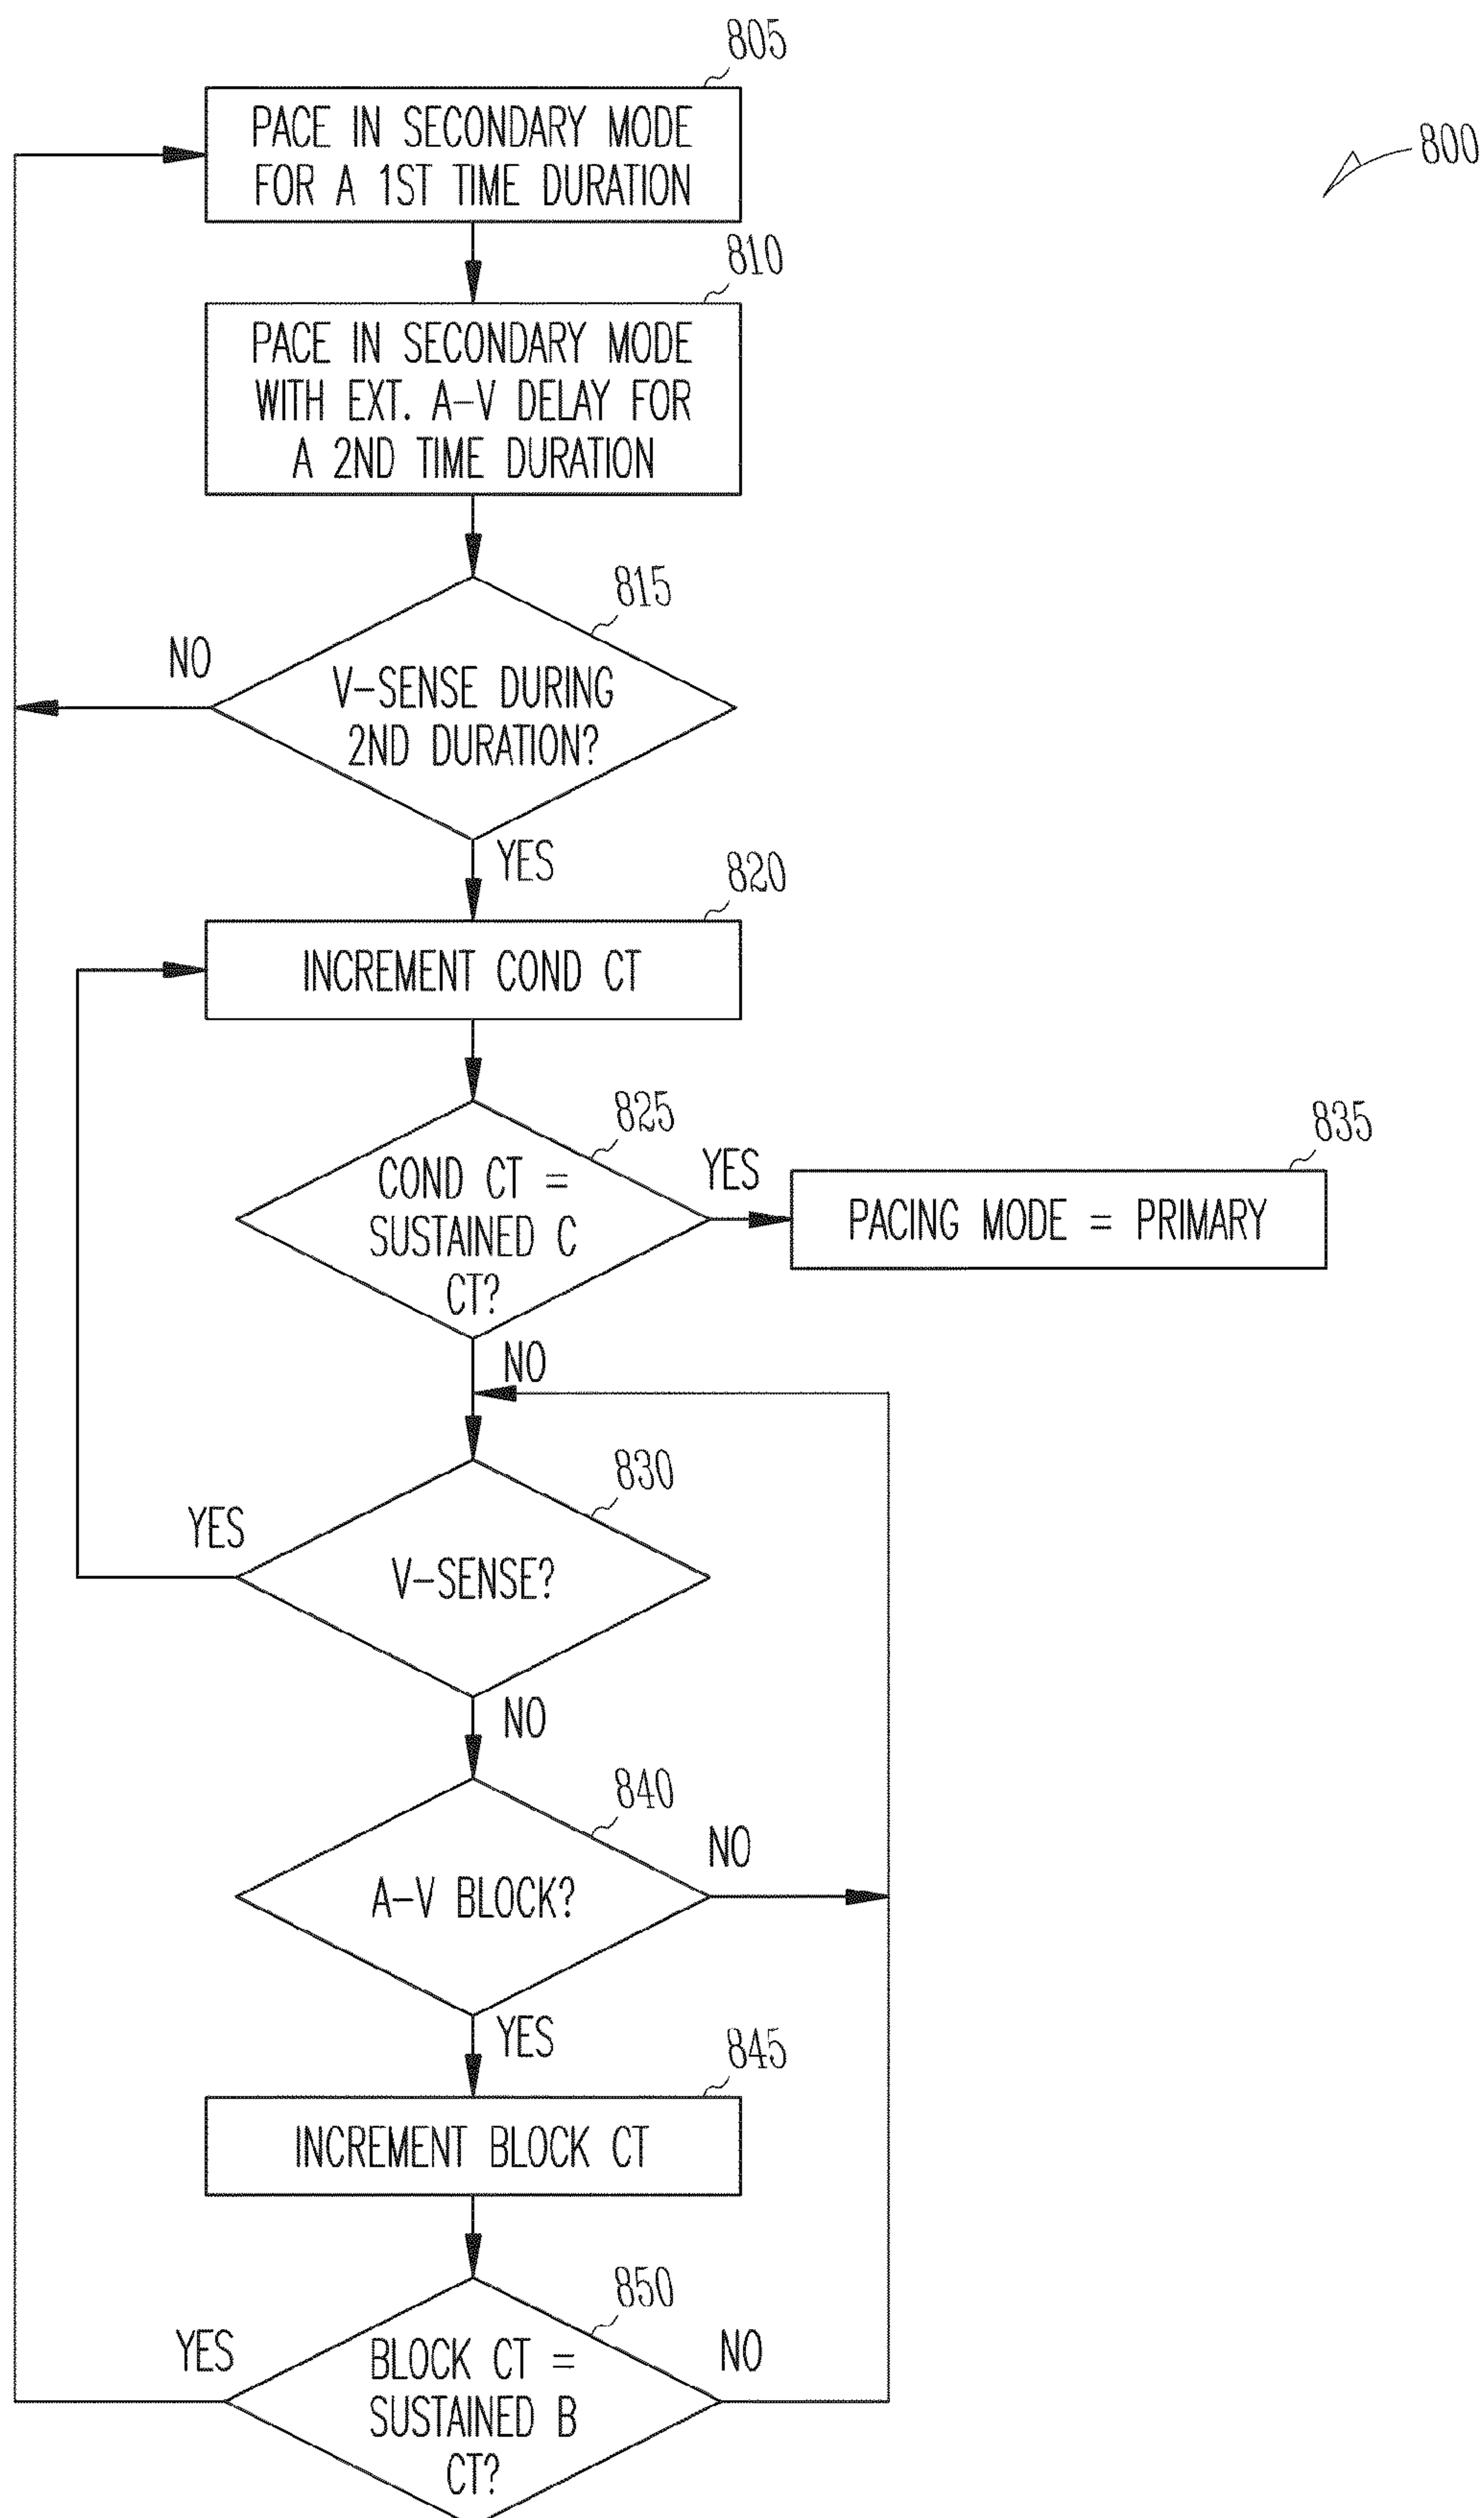 805
PACE IN SECONDARY MODE
FOR A 1ST TIME DURATION
800
810
PACE IN SECONDARY MODE
WITH EXT. A-V DELAY FOR
A 2ND TIME DURATION
815
NO
V-SENSE DURING
2ND DURATION?
YES
820
INCREMENT COND CT
825
COND CT =
SUSTAINED C
CT?
YES
835
PACING MODE = PRIMARY
NO
830
YES
V-SENSE?
NO
840
NO
A-V BLOCK?
YES
845
INCREMENT BLOCK CT
850
YES
BLOCK CT =
SUSTAINED B
CT?
NO